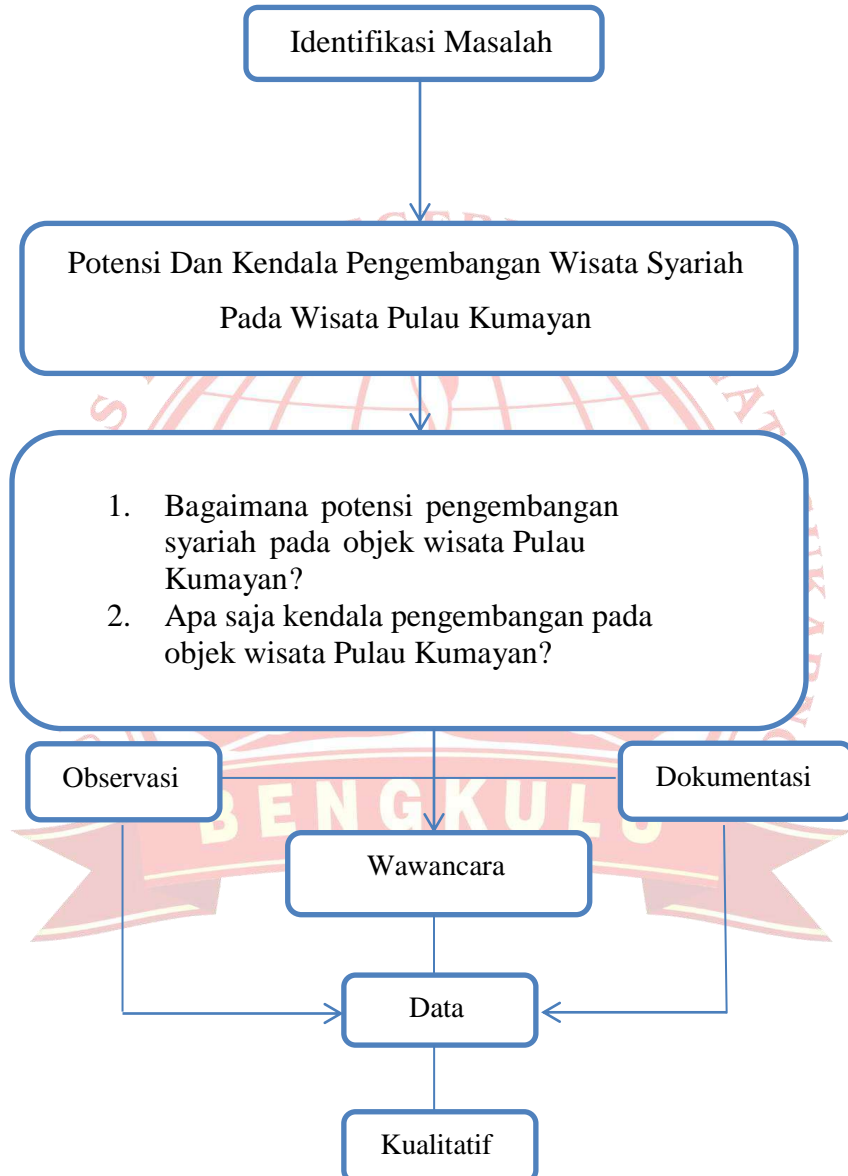 Identifikasi Masalah
Potensi Dan Kendala Pengembangan Wisata Syariah
Pada Wisata Pulau Kumayan
1. Bagaimana potensi pengembangan
syariah pada objek wisata Pulau
Kumayan?
2. Apa saja kendala pengembangan pada
objek wisata Pulau Kumayan?
Observasi
Dokumentasi
BENGKULU
Wawancara
Data
Kualitatif